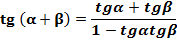 tg (α + β) = (tgα + tgβ) / (1 − tgαtgβ)